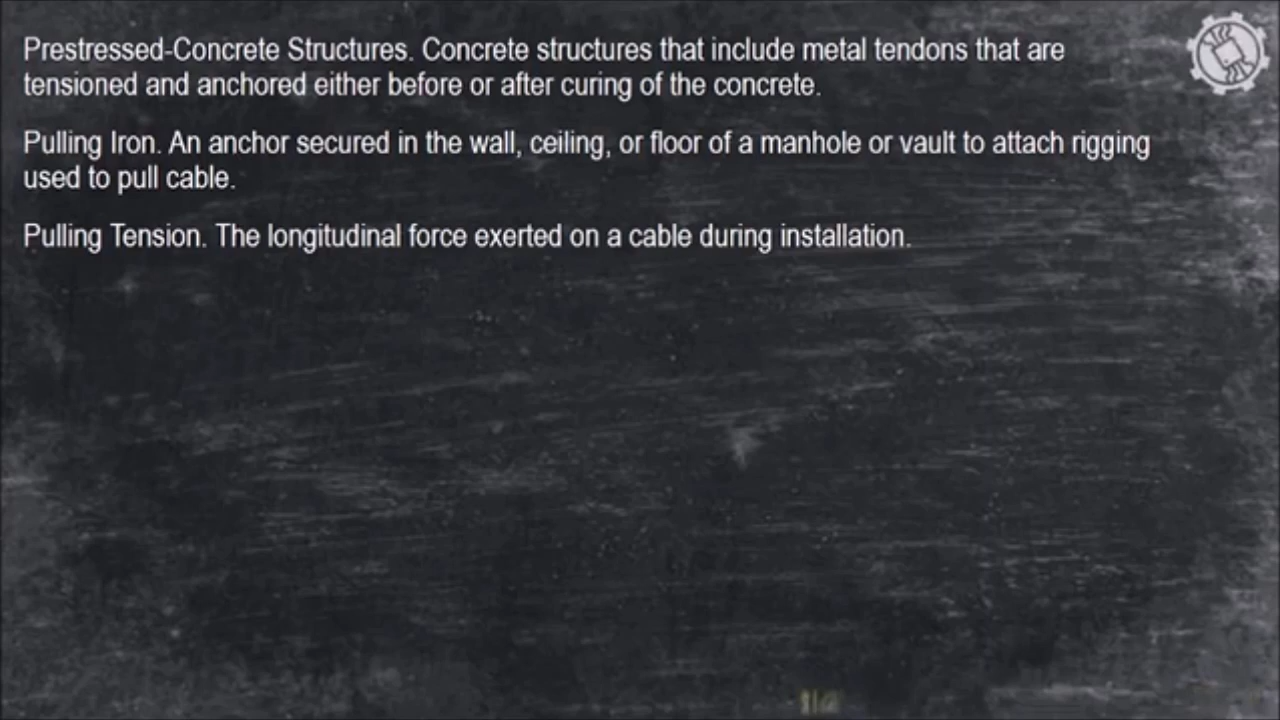 Prestressed-Concrete Structures. Concrete structures that include metal tendons that are
tensioned and anchored either before or after curing of the concrete.
Pulling Iron. An anchor secured in the wall, ceiling, or floor of a manhole or vault to attach rigging
used to pull cable.
Pulling Tension. The longitudinal force exerted on a cable during installation.